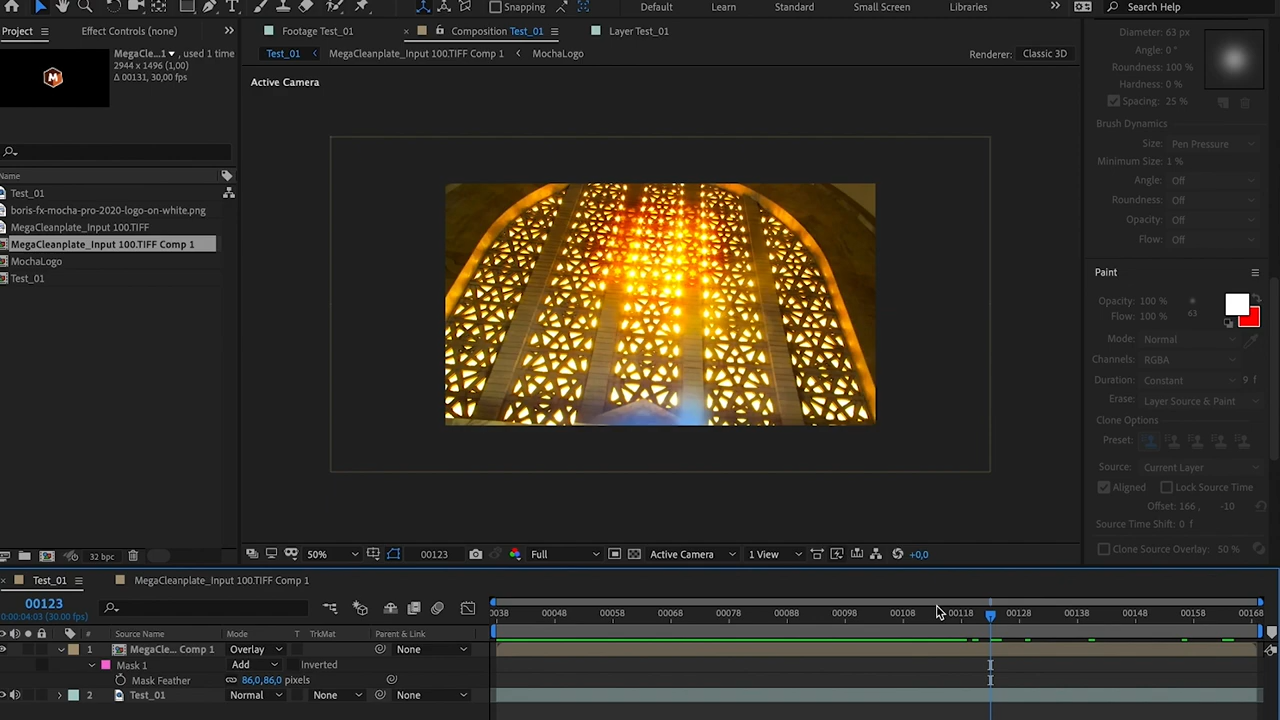 Snapping
Default
Learn
Standard
Small Screen
Libraries
Search Help
Project
Effect Controls (none)
Footage Test_01
Composition Test_01
Layer Test_01
MegaCle...1, used 1 time
2944 x 1496 (1,00)
Δ 00131, 30,00 fps
Test_01
MegaCleanplate_Input 100.TIFF Comp 1
MochaLogo
Renderer:
Classic 3D
Active Camera
Name
Test_01
boris-fx-mocha-pro-2020-logo-on-white.png
MegaCleanplate_Input 100.TIFF
MegaCleanplate_Input 100.TIFF Comp 1
MochaLogo
Test_01
Diameter: 63 px
Angle: 0 °
Roundness: 100 %
Hardness: 0 %
Spacing: 25 %
Brush Dynamics
Size: Pen Pressure
Minimum Size: 1 %
Angle: Off
Roundness: Off
Opacity: Off
Flow: Off
Paint
Opacity: 100 %
Flow: 100 %
63
Mode: Normal
Channels: RGBA
Duration: Constant 9 f
Erase: Layer Source & Paint
Clone Options
Preset:
Source: Current Layer
Aligned
Lock Source Time
Offset: 166 , -10
Source Time Shift: 0 f
Clone Source Overlay: 50 %
32 bpc
50%
00123
Full
Active Camera
1 View
+0,0
Test_01
MegaCleanplate_Input 100.TIFF Comp 1
00123
0:00:04:03 (30.00 fps)
0038 00048 00058 00068 00078 00088 00098 00108 00118 00128 00138 00148 00158 00168
# Source Name Mode T TrkMat Parent & Link
1 MegaCle... Comp 1 Overlay None
Mask 1 Add Inverted
Mask Feather 86,0,86,0 pixels
2 Test_01 Normal None None